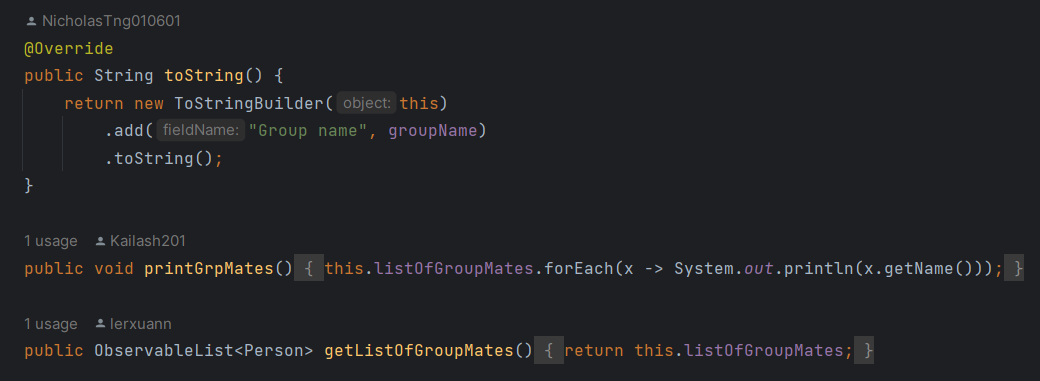 NicholasTng010601
@Override
public String toString() {
return new ToStringBuilder( object: this)
.add( fieldName: "Group name", groupName)
.toString();
}
1 usage Kailash201
public void printGrpMates() { this.listOfGroupMates.forEach(x -> System.out.println(x.getName())); }
1 usage lerxuann
public ObservableList<Person> getListOfGroupMates() { return this.listOfGroupMates; }